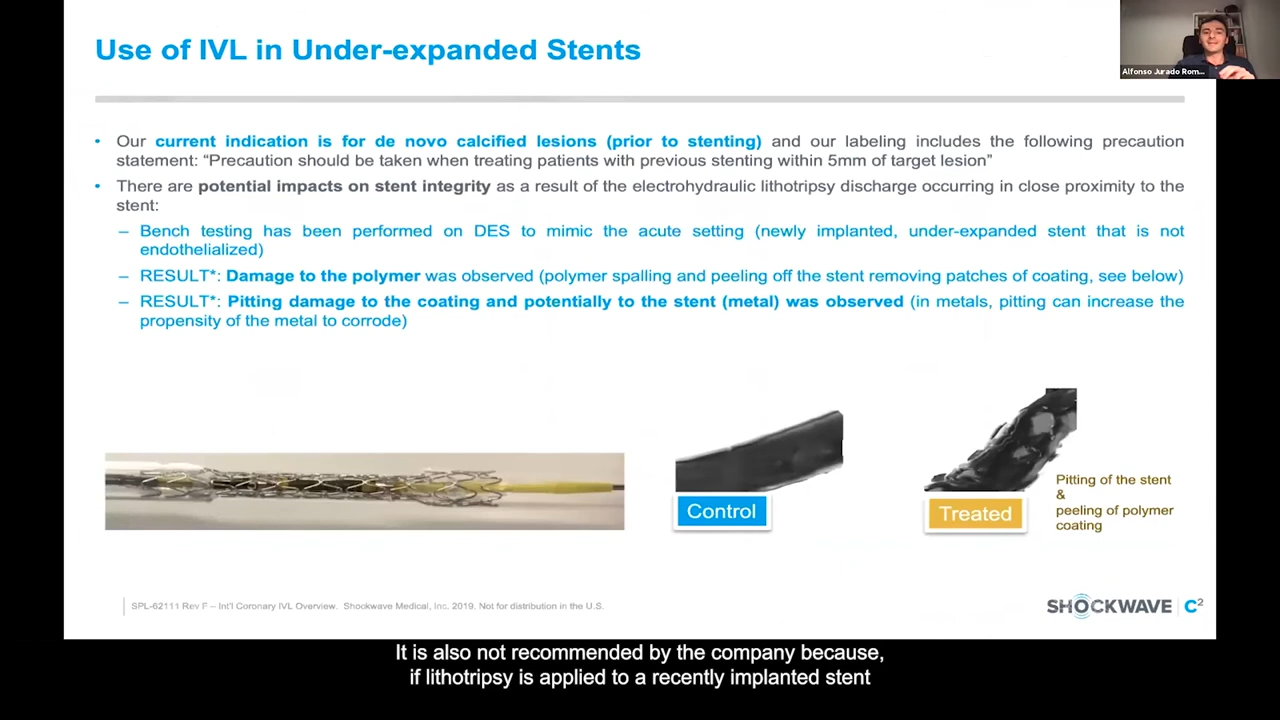 Use of IVL in Under-expanded Stents
Alfonso Jurado Rom...
• Our current indication is for de novo calcified lesions (prior to stenting) and our labeling includes the following precaution
statement: “Precaution should be taken when treating patients with previous stenting within 5mm of target lesion”
• There are potential impacts on stent integrity as a result of the electrohydraulic lithotripsy discharge occurring in close proximity to the
stent:
– Bench testing has been performed on DES to mimic the acute setting (newly implanted, under-expanded stent that is not
endothelialized)
– RESULT*: Damage to the polymer was observed (polymer spalling and peeling off the stent removing patches of coating, see below)
– RESULT*: Pitting damage to the coating and potentially to the stent (metal) was observed (in metals, pitting can increase the
propensity of the metal to corrode)
Control
Treated
Pitting of the stent
&
peeling of polymer
coating
SPL-62111 Rev F – Int'l Coronary IVL Overview. Shockwave Medical, Inc. 2019. Not for distribution in the U.S.
SHOCKWAVE | C²
It is also not recommended by the company because,
if lithotripsy is applied to a recently implanted stent